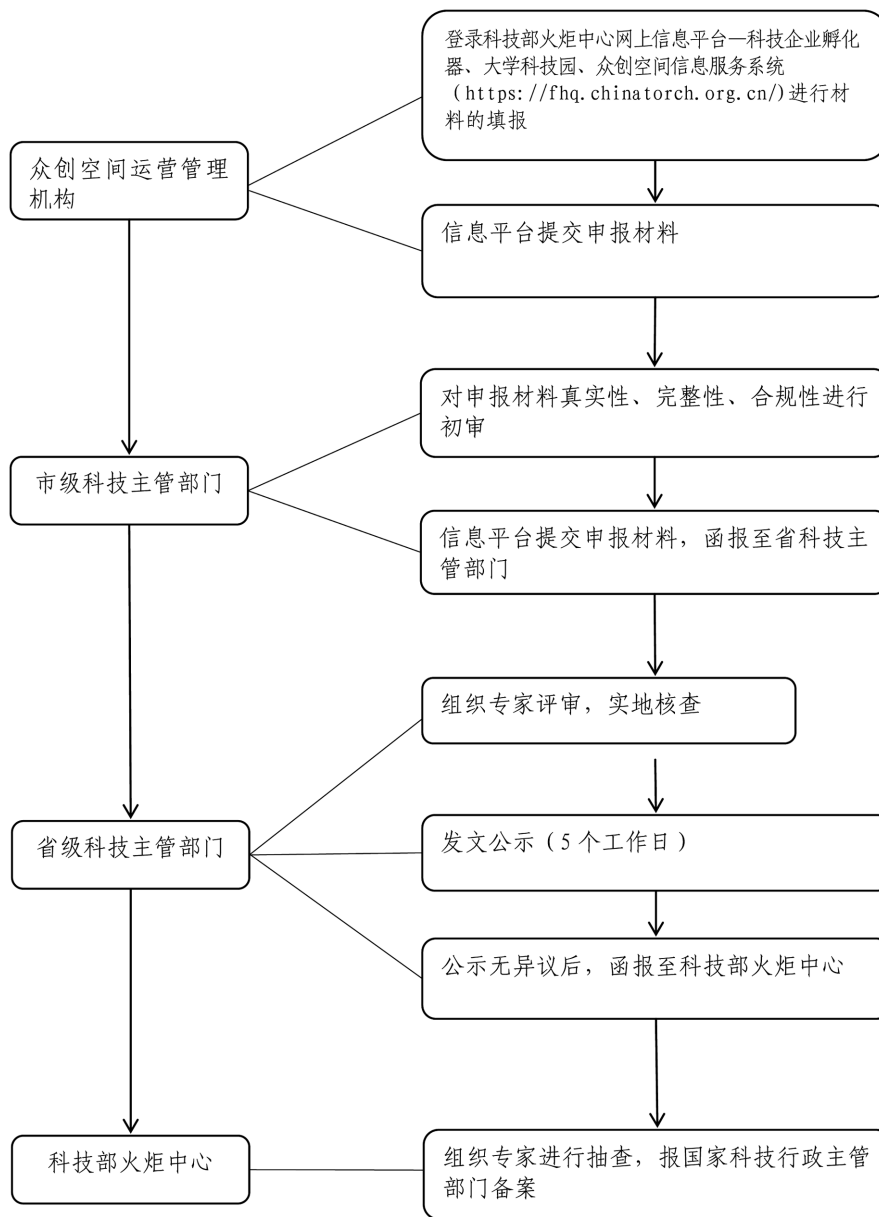 登录科技部火炬中心网上信息平台—科技企业孵化
器、大学科技园、众创空间信息服务系统
（https://fhq.chinatorch.org.cn/)进行材
料的填报
众创空间运营管理
机构
信息平台提交申报材料
对申报材料真实性、完整性、合规性进行
初审
市级科技主管部门
信息平台提交申报材料，函报至省科技主
管部门
组织专家评审，实地核查
省级科技主管部门
发文公示（5个工作日）
公示无异议后，函报至科技部火炬中心
科技部火炬中心
组织专家进行抽查，报国家科技行政主管
部门备案